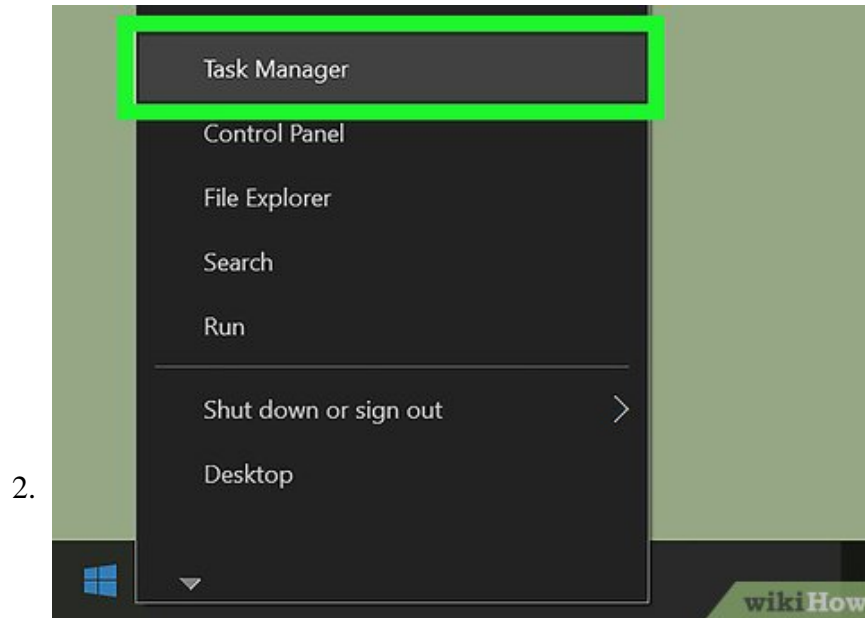 Task Manager
Control Panel
File Explorer
Search
Run
Shut down or sign out
2.
Desktop
wikiHow